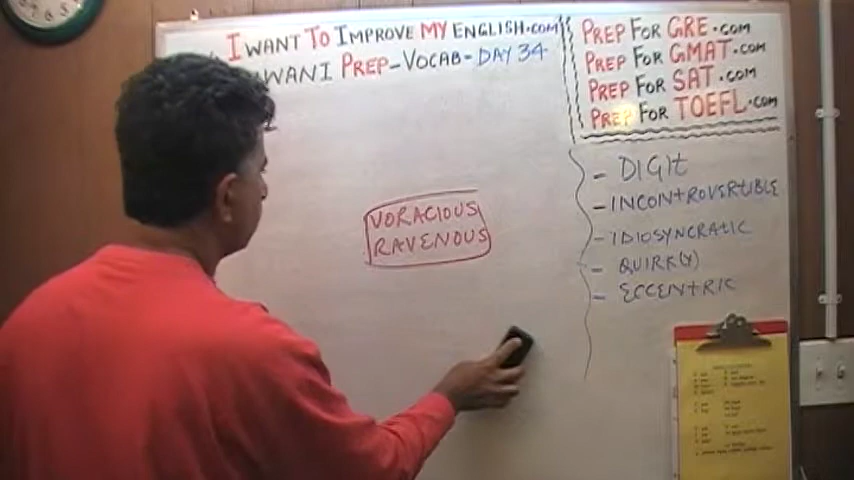 I WANT TO IMPROVE MY ENGLISH.COM
WANI PREP-VOCAB-DAY 34
PREP FOR GRE.COM
PREP FOR GMAT.COM
PREP FOR SAT.COM
PREP FOR TOEFL.COM
VORACIOUS
RAVENOUS
- DIGIT
- INCONTROVERTIBLE
- IDIOSYNCRATIC
- QUIRK(Y)
- ECCENTRIC